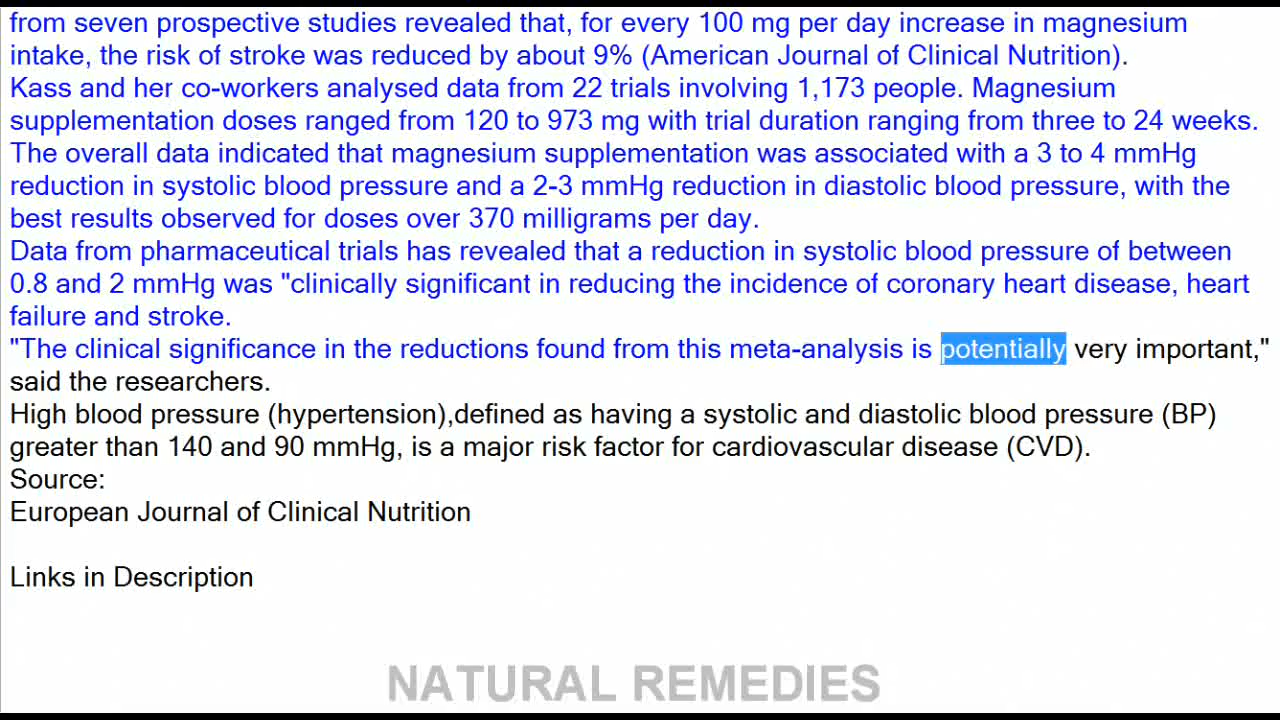 from seven prospective studies revealed that, for every 100 mg per day increase in magnesium
intake, the risk of stroke was reduced by about 9% (American Journal of Clinical Nutrition).
Kass and her co-workers analysed data from 22 trials involving 1,173 people. Magnesium
supplementation doses ranged from 120 to 973 mg with trial duration ranging from three to 24 weeks.
The overall data indicated that magnesium supplementation was associated with a 3 to 4 mmHg
reduction in systolic blood pressure and a 2-3 mmHg reduction in diastolic blood pressure, with the
best results observed for doses over 370 milligrams per day.
Data from pharmaceutical trials has revealed that a reduction in systolic blood pressure of between
0.8 and 2 mmHg was "clinically significant in reducing the incidence of coronary heart disease, heart
failure and stroke.
"The clinical significance in the reductions found from this meta-analysis is potentially very important,"
said the researchers.
High blood pressure (hypertension),defined as having a systolic and diastolic blood pressure (BP)
greater than 140 and 90 mmHg, is a major risk factor for cardiovascular disease (CVD).
Source:
European Journal of Clinical Nutrition
Links in Description
NATURAL REMEDIES